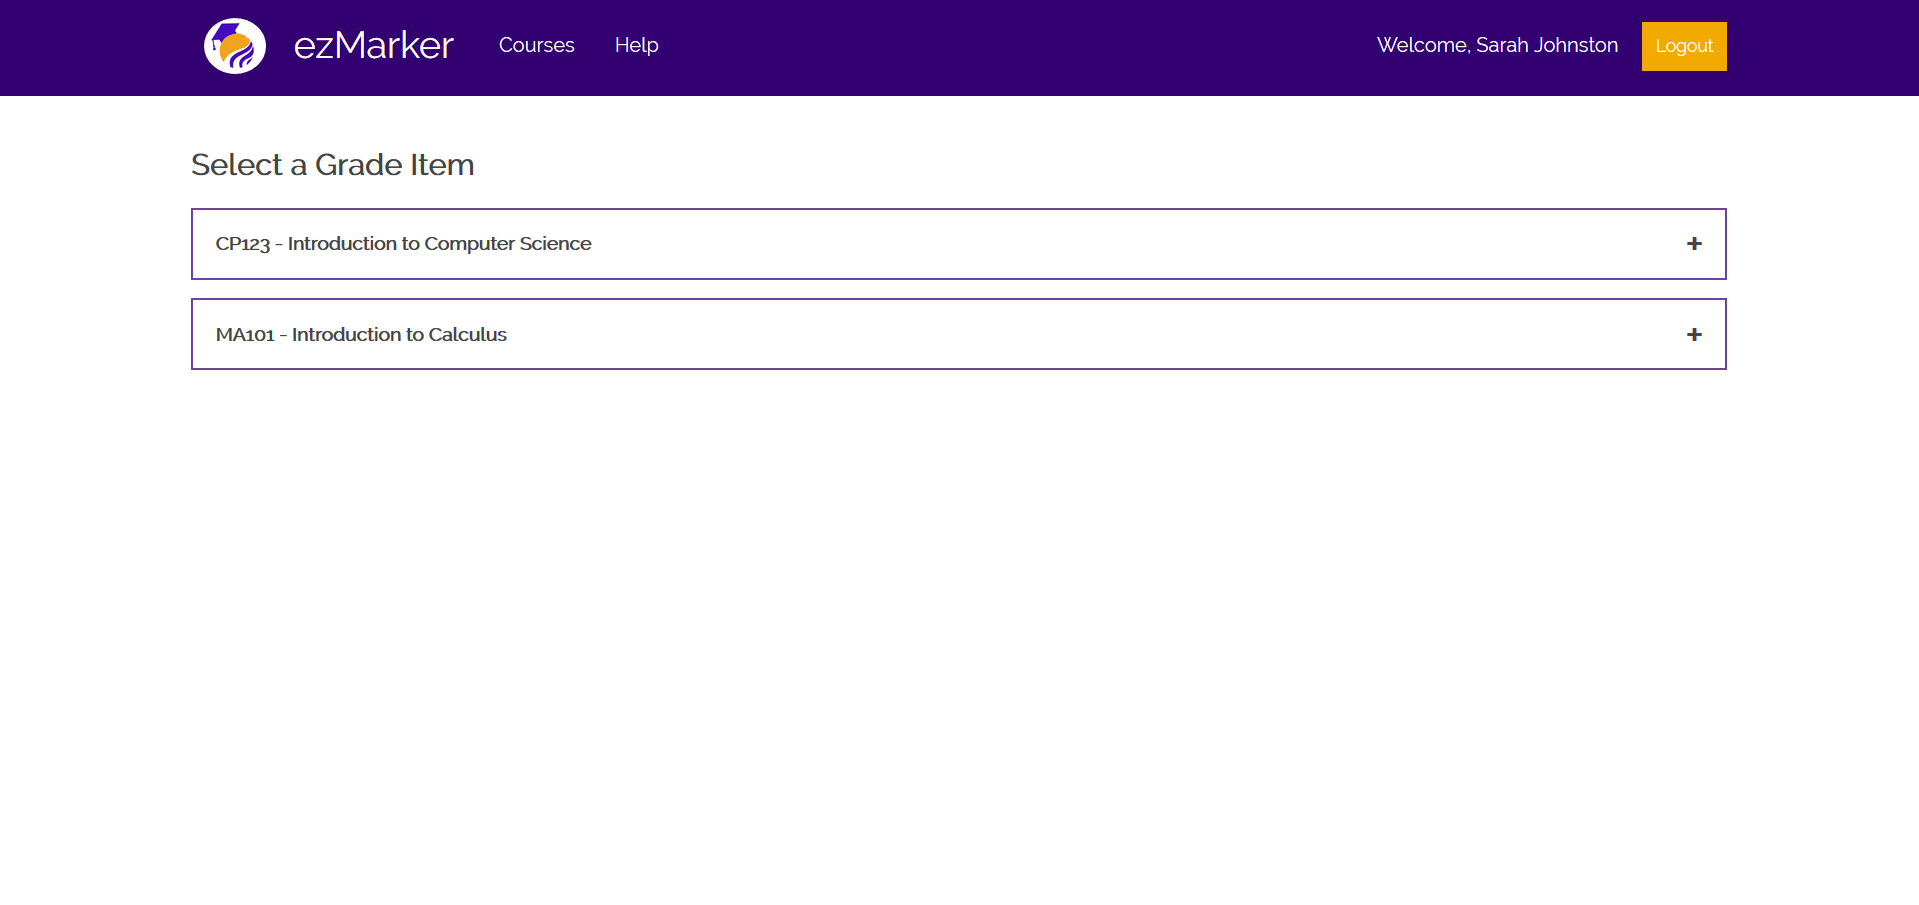 ezMarker
Courses
Help
Welcome, Sarah Johnston
Logout
Select a Grade Item
CP123 - Introduction to Computer Science
+
MA101 - Introduction to Calculus
+